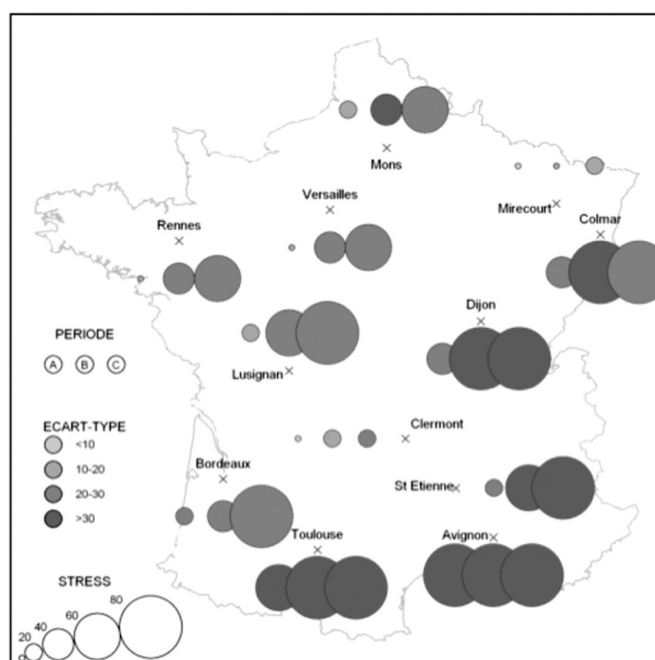 Mons
Versailles
Mirecourt
Rennes
Colmar
Dijon
PERIODE
A B C
Lusignan
ECART-TYPE
<10
10-20
20-30
>30
Clermont
Bordeaux
St Etienne
Toulouse
Avignon
STRESS
80
60
40
20
0